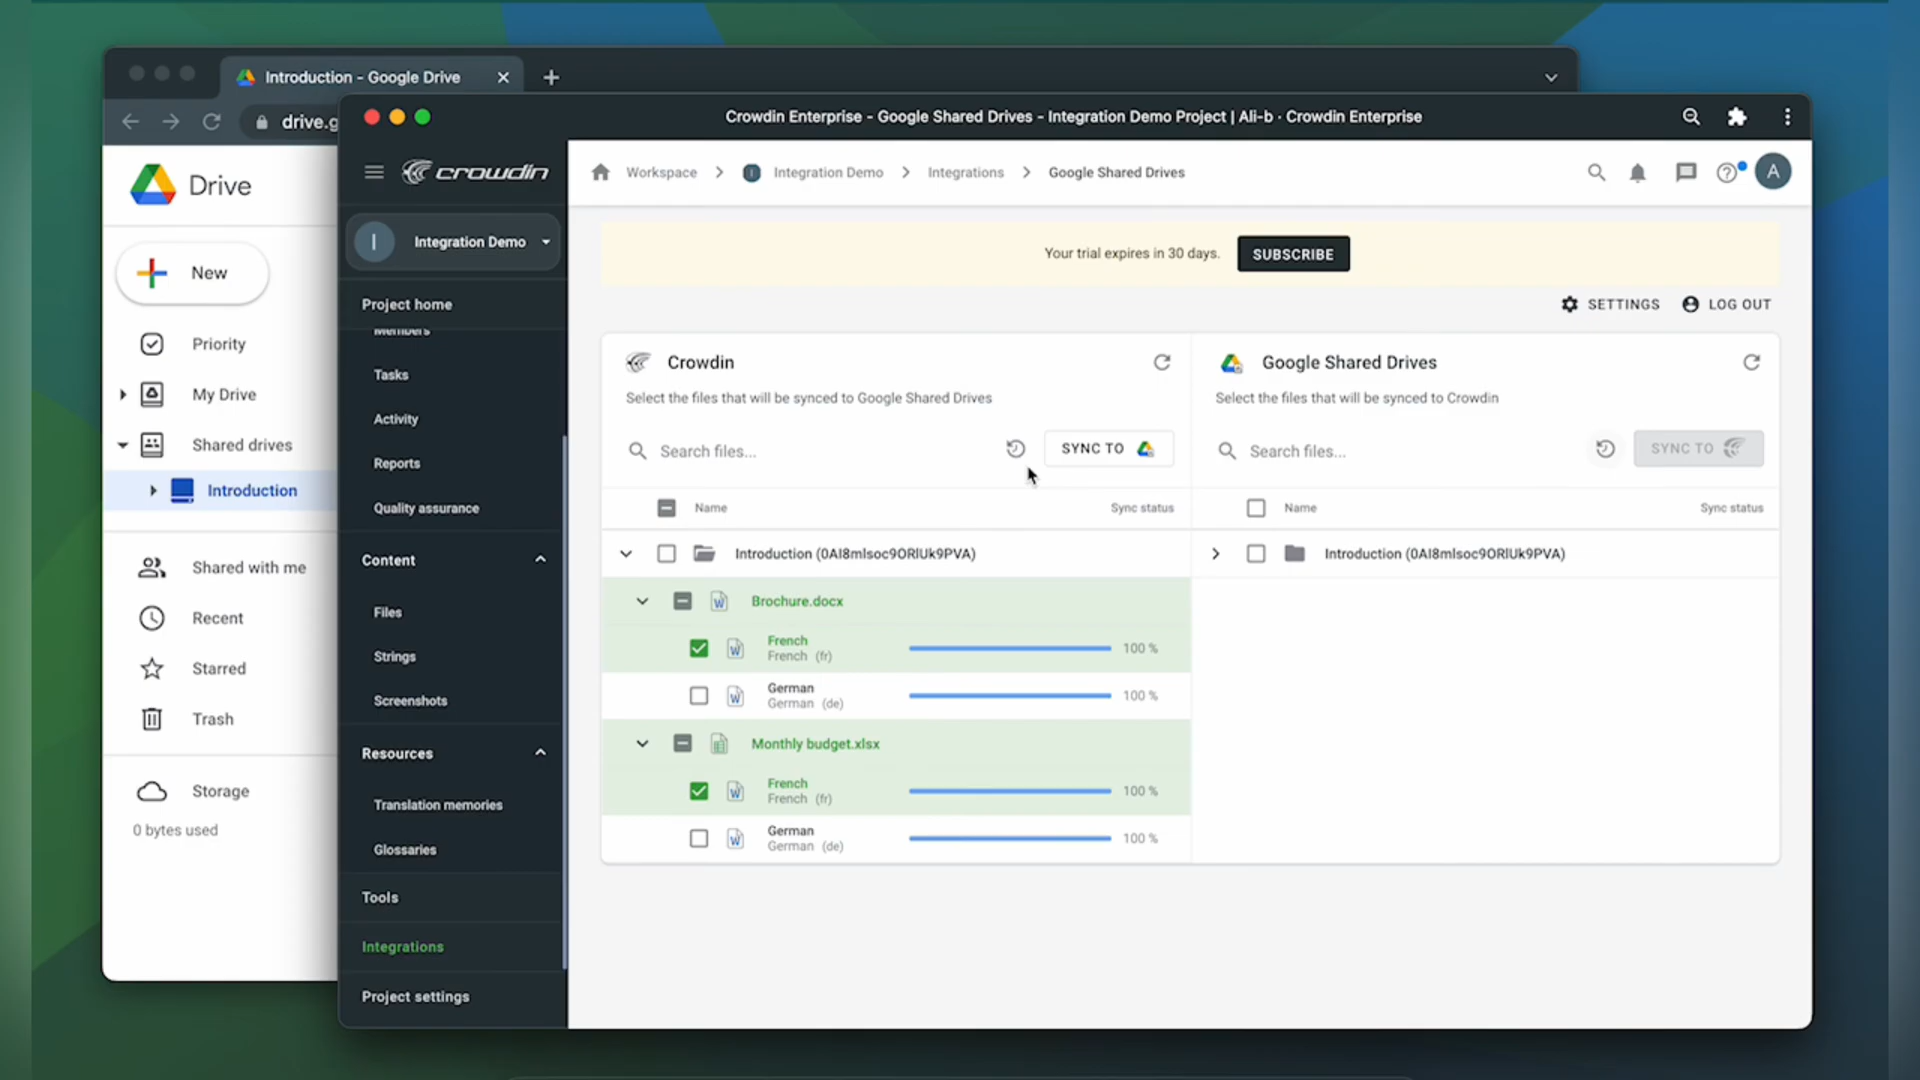 Introduction - Google Drive
drive.g
Drive
New
Priority
My Drive
Shared drives
Introduction
Shared with me
Recent
Starred
Trash
Storage
0 bytes used
Crowdin Enterprise - Google Shared Drives - Integration Demo Project | Ali-b · Crowdin Enterprise
crowdin
I
Integration Demo
Project home
Members
Tasks
Activity
Reports
Quality assurance
Content
Files
Strings
Screenshots
Resources
Translation memories
Glossaries
Tools
Integrations
Project settings
Workspace
Integration Demo
Integrations
Google Shared Drives
A
Your trial expires in 30 days.
SUBSCRIBE
SETTINGS
LOG OUT
Crowdin
Select the files that will be synced to Google Shared Drives
Search files...
SYNC TO
Name
Sync status
Introduction (0AI8mlsoc9ORlUk9PVA)
Brochure.docx
French
French (fr)
100 %
German
German (de)
100 %
Monthly budget.xlsx
French
French (fr)
100 %
German
German (de)
100 %
Google Shared Drives
Select the files that will be synced to Crowdin
Search files...
SYNC TO
Name
Sync status
Introduction (0AI8mlsoc9ORlUk9PVA)